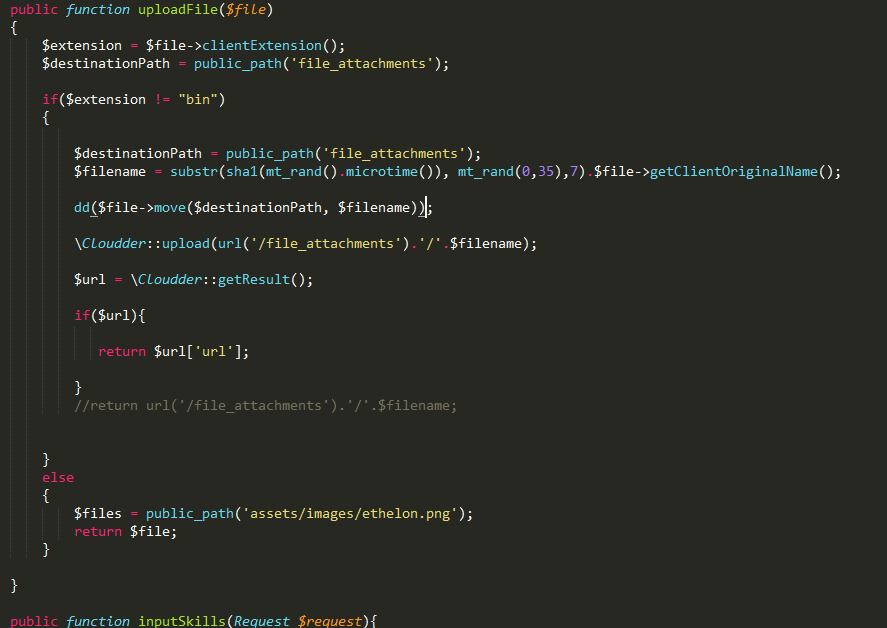 public function uploadFile($file)
{
$extension = $file->clientExtension();
$destinationPath = public_path('file_attachments');
if($extension != "bin")
{
$destinationPath = public_path('file_attachments');
$filename = substr(sha1(mt_rand().microtime()), mt_rand(0,35),7).$file->getClientOriginalName();
dd($file->move($destinationPath, $filename));
\Cloudder::upload(url('/file_attachments').'/'.$filename);
$url = \Cloudder::getResult();
if($url){
return $url['url'];
}
//return url('/file_attachments').'/'.$filename;
}
else
{
$files = public_path('assets/images/ethelon.png');
return $file;
}
}
public function inputSkills(Request $request){